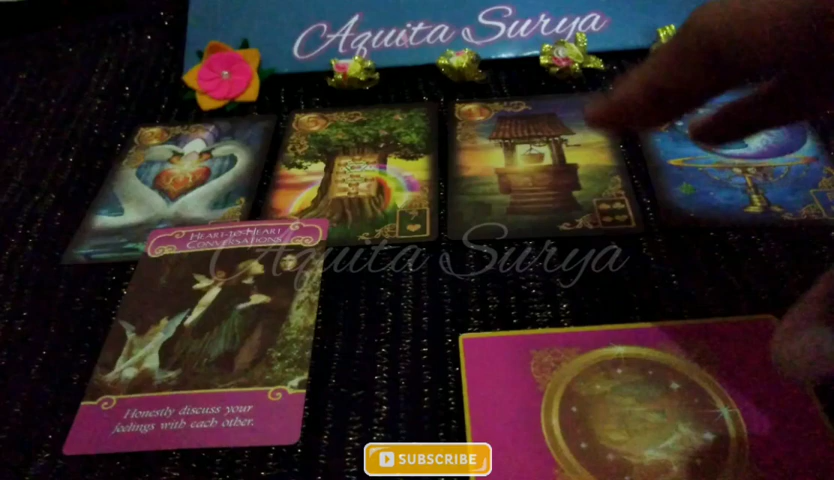 Aquita Surya
HEART-TO-HEART
CONVERSATIONS
Aquita Surya
Honestly discuss your
feelings with each other.
SUBSCRIBE